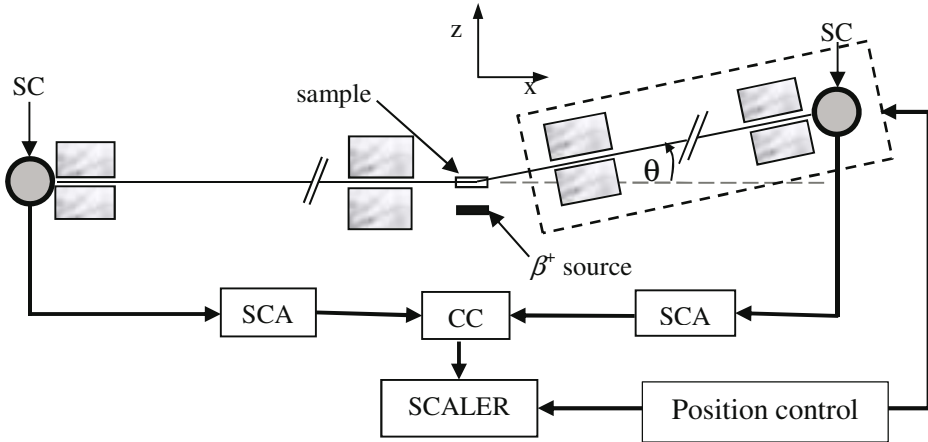 z
x
SC
SC
sample
θ
β⁺ source
SCA
CC
SCA
SCALER
Position control